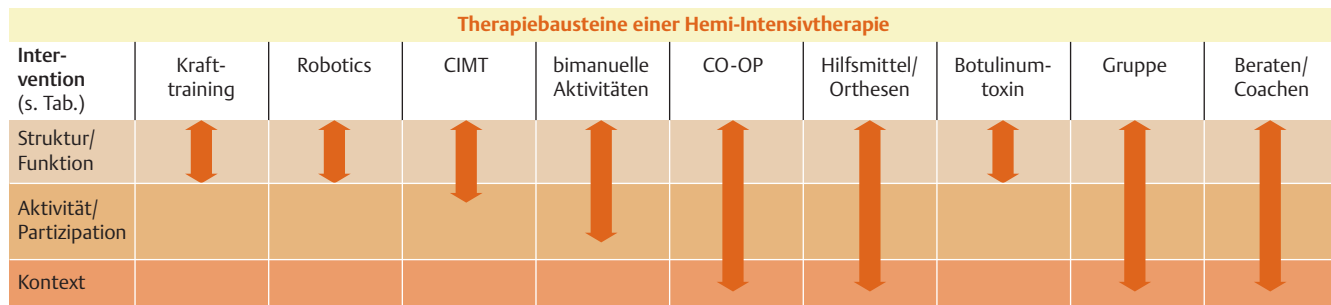 Therapiebausteine einer Hemi-Intensivtherapie
Inter-
vention
(s. Tab.)
Kraft-
training
Robotics
CIMT
bimanuelle
Aktivitäten
CO-OP
Hilfsmittel/
Orthesen
Botulinum-
toxin
Gruppe
Beraten/
Coachen
Struktur/
Funktion
Aktivität/
Partizipation
Kontext